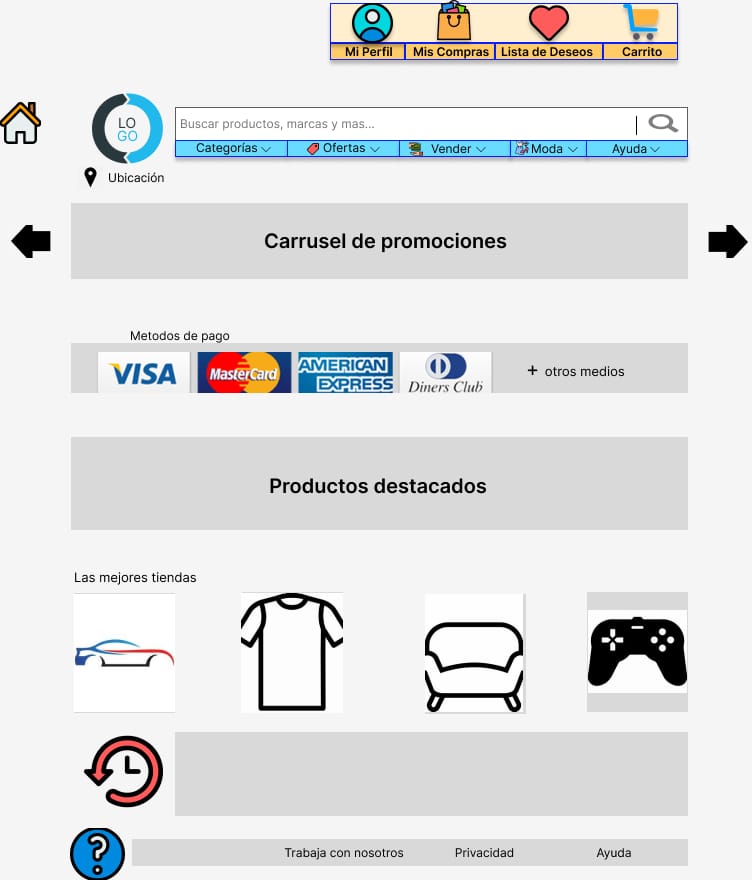 Mi Perfil Mis Compras Lista de Deseos Carrito
LO
GO
Buscar productos, marcas y mas...
Categorías Ofertas Vender Moda Ayuda
Ubicación
Carrusel de promociones
Metodos de pago
VISA MasterCard AMERICAN EXPRESS Diners Club + otros medios
Productos destacados
Las mejores tiendas
Trabaja con nosotros Privacidad Ayuda